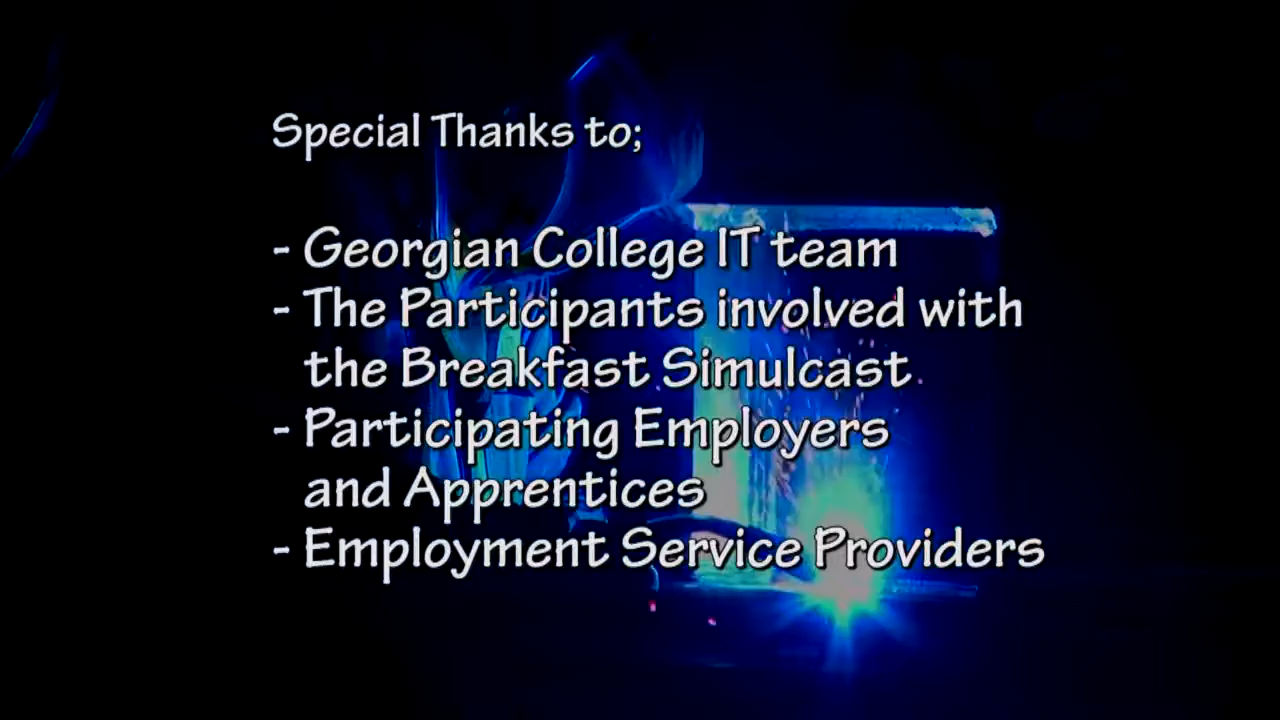 Special Thanks to;
- Georgian College IT team
- The Participants involved with
the Breakfast Simulcast
- Participating Employers
and Apprentices
- Employment Service Providers